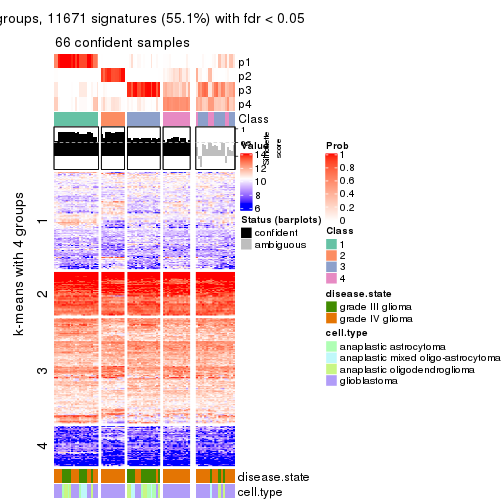 groups, 11671 signatures (55.1%) with fdr < 0.05
66 confident samples
p1
p2
p3
p4
Class
1
Silhouette
score
k-means with 4 groups
1
2
3
4
disease.state
cell.type
Value
14
12
10
8
6
Status (barplots)
confident
ambiguous
Prob
1
0.8
0.6
0.4
0.2
0
Class
1
2
3
4
disease.state
grade III glioma
grade IV glioma
cell.type
anaplastic astrocytoma
anaplastic mixed oligo-astrocytoma
anaplastic oligodendroglioma
glioblastoma